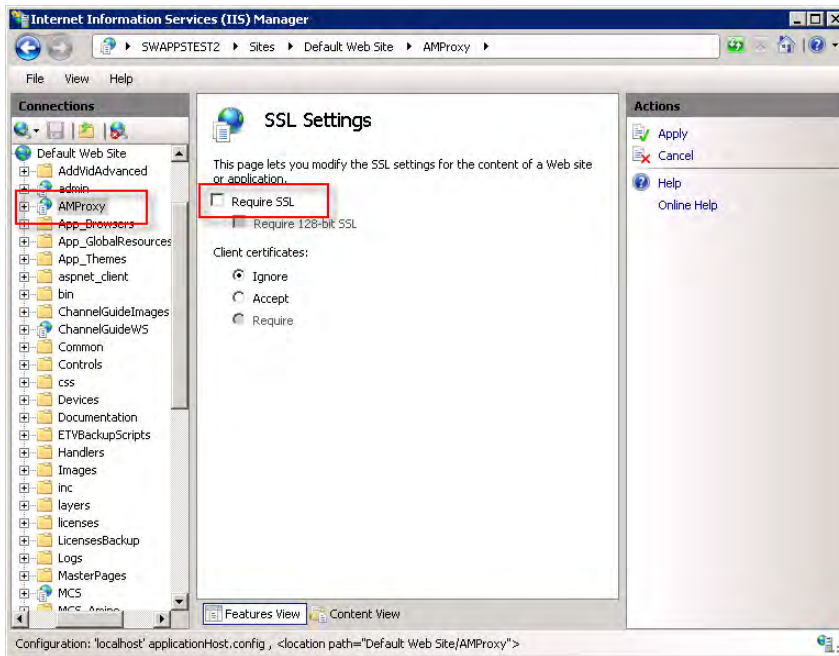 Internet Information Services (IIS) Manager
SWAPPSTEST2 Sites Default Web Site AMProxy
File View Help
Connections
Default Web Site
AddVidAdvanced
admin
AMProxy
App_Browsers
App_GlobalResources
App_Themes
aspnet_client
bin
ChannelGuideImages
ChannelGuideWS
Common
Controls
css
Devices
Documentation
ETVBackupScripts
Handlers
Images
inc
layers
licenses
LicensesBackup
Logs
MasterPages
MCS
MCS_Amino
SSL Settings
This page lets you modify the SSL settings for the content of a Web site
or application.
Require SSL
Require 128-bit SSL
Client certificates:
Ignore
Accept
Require
Features View Content View
Actions
Apply
Cancel
Help
Online Help
Configuration: 'localhost' applicationHost.config , <location path="Default Web Site/AMProxy">